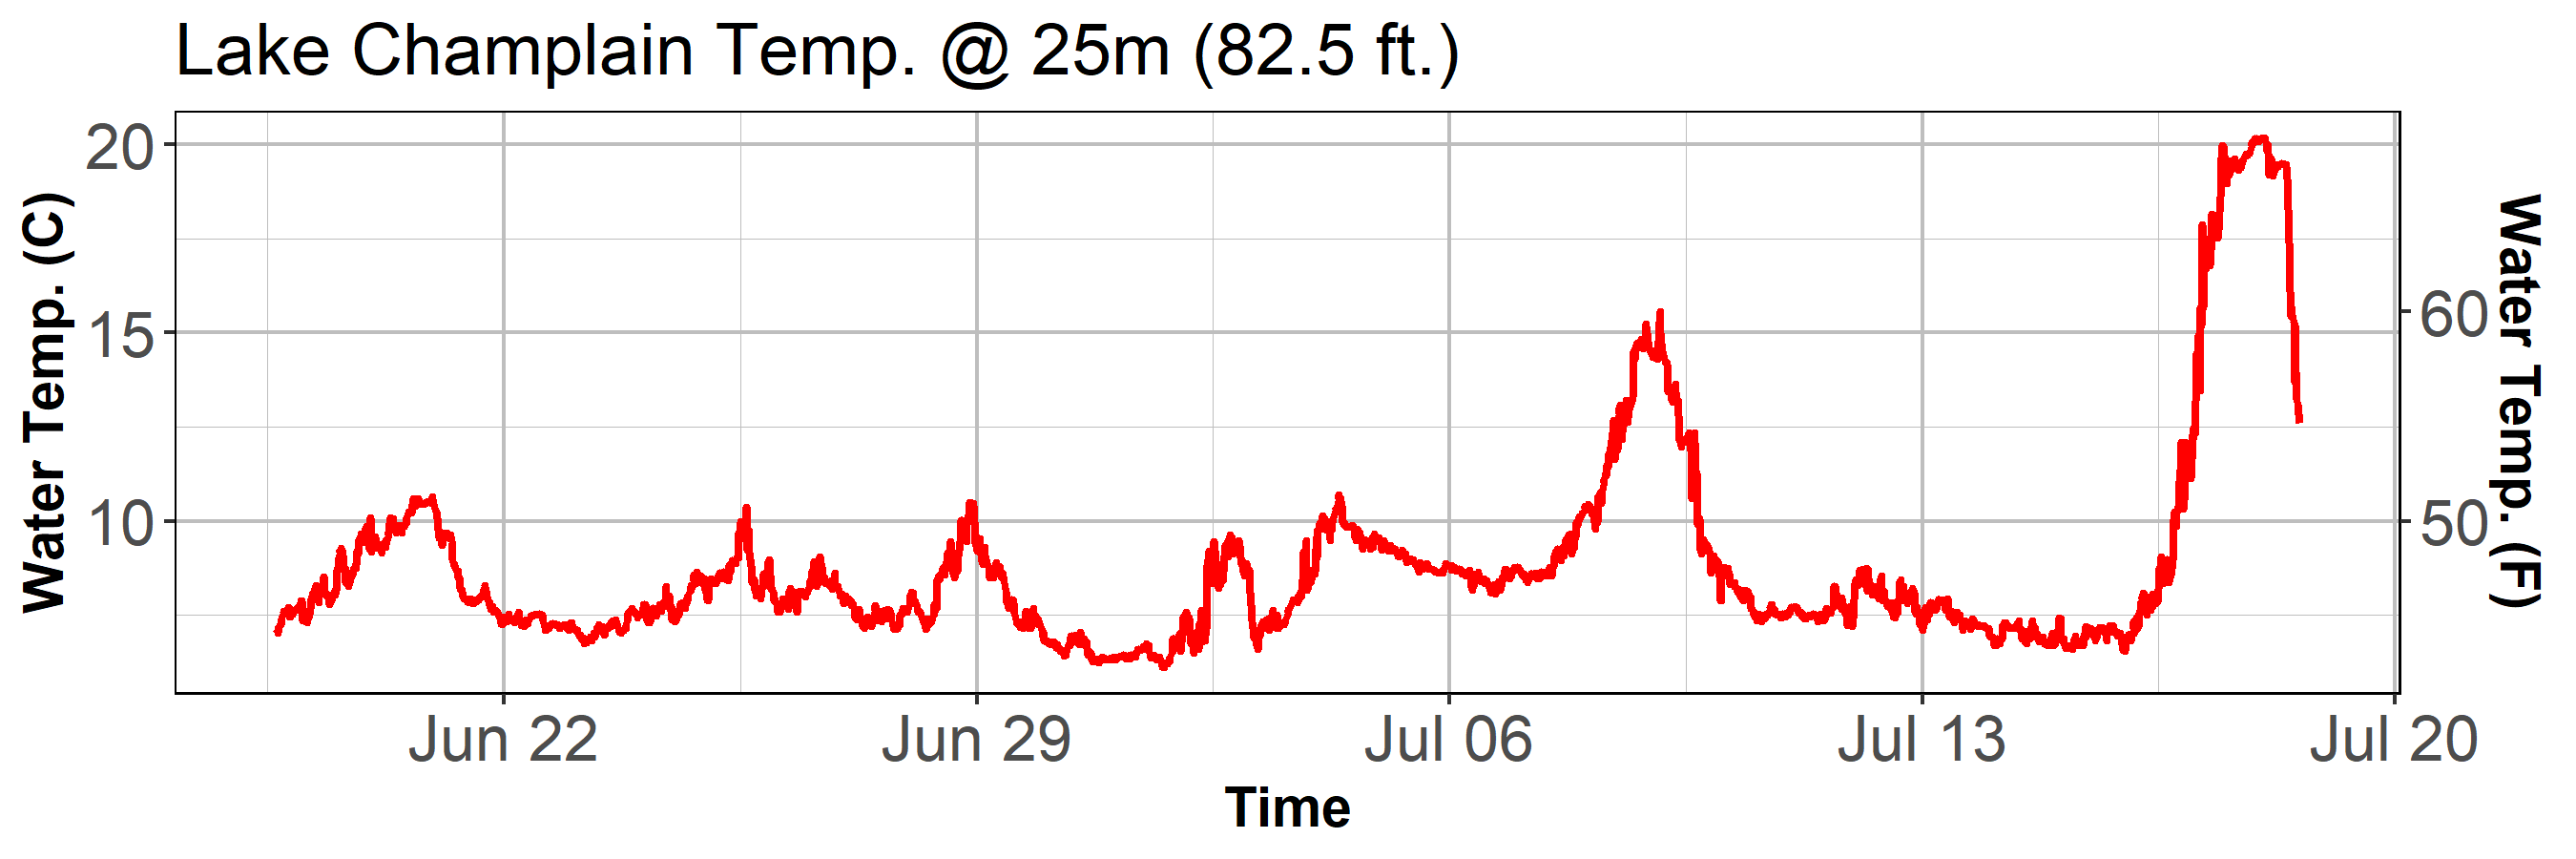 Lake Champlain Temp. @ 25m (82.5 ft.)
Water Temp. (C)
20
15
10
60
50
Water Temp. (F)
Jun 22
Jun 29
Jul 06
Jul 13
Jul 20
Time